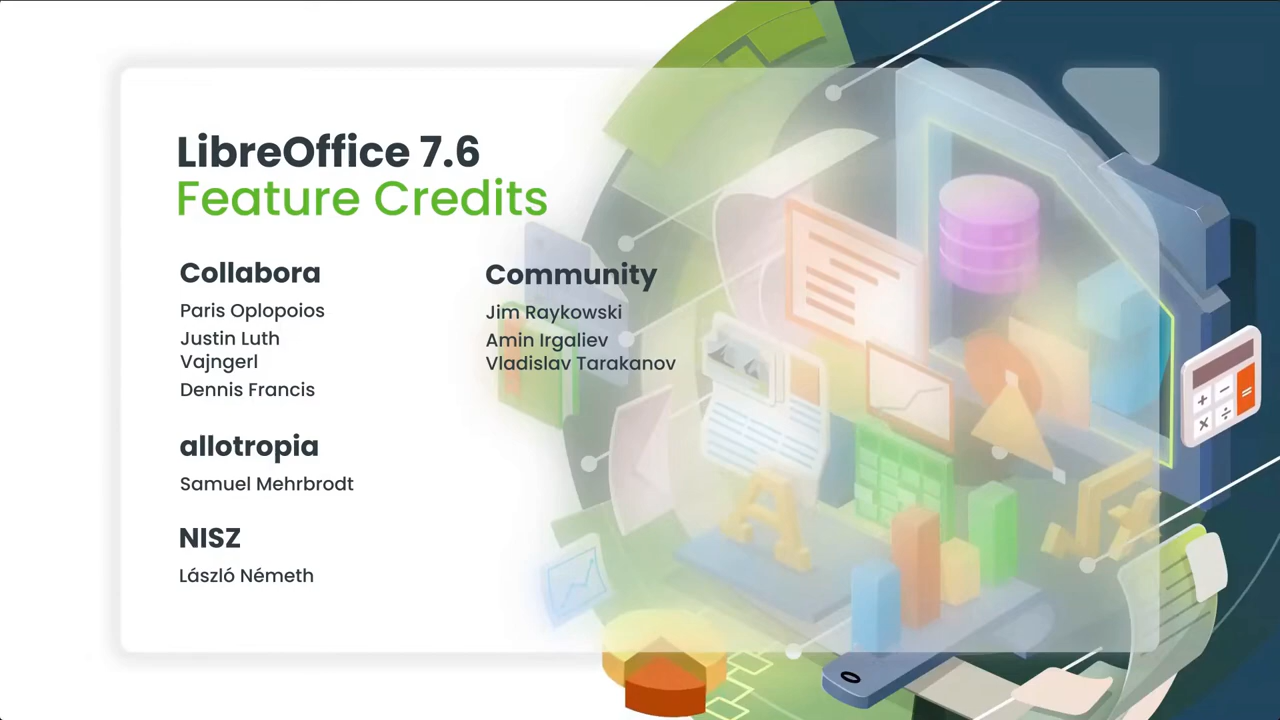 LibreOffice 7.6
Feature Credits
Collabora
Paris Oplopoios
Justin Luth
Vajngerl
Dennis Francis
allotropia
Samuel Mehrbrodt
NISZ
László Németh
Community
Jim Raykowski
Amin Irgaliev
Vladislav Tarakanov
A
+ −
× ÷ =